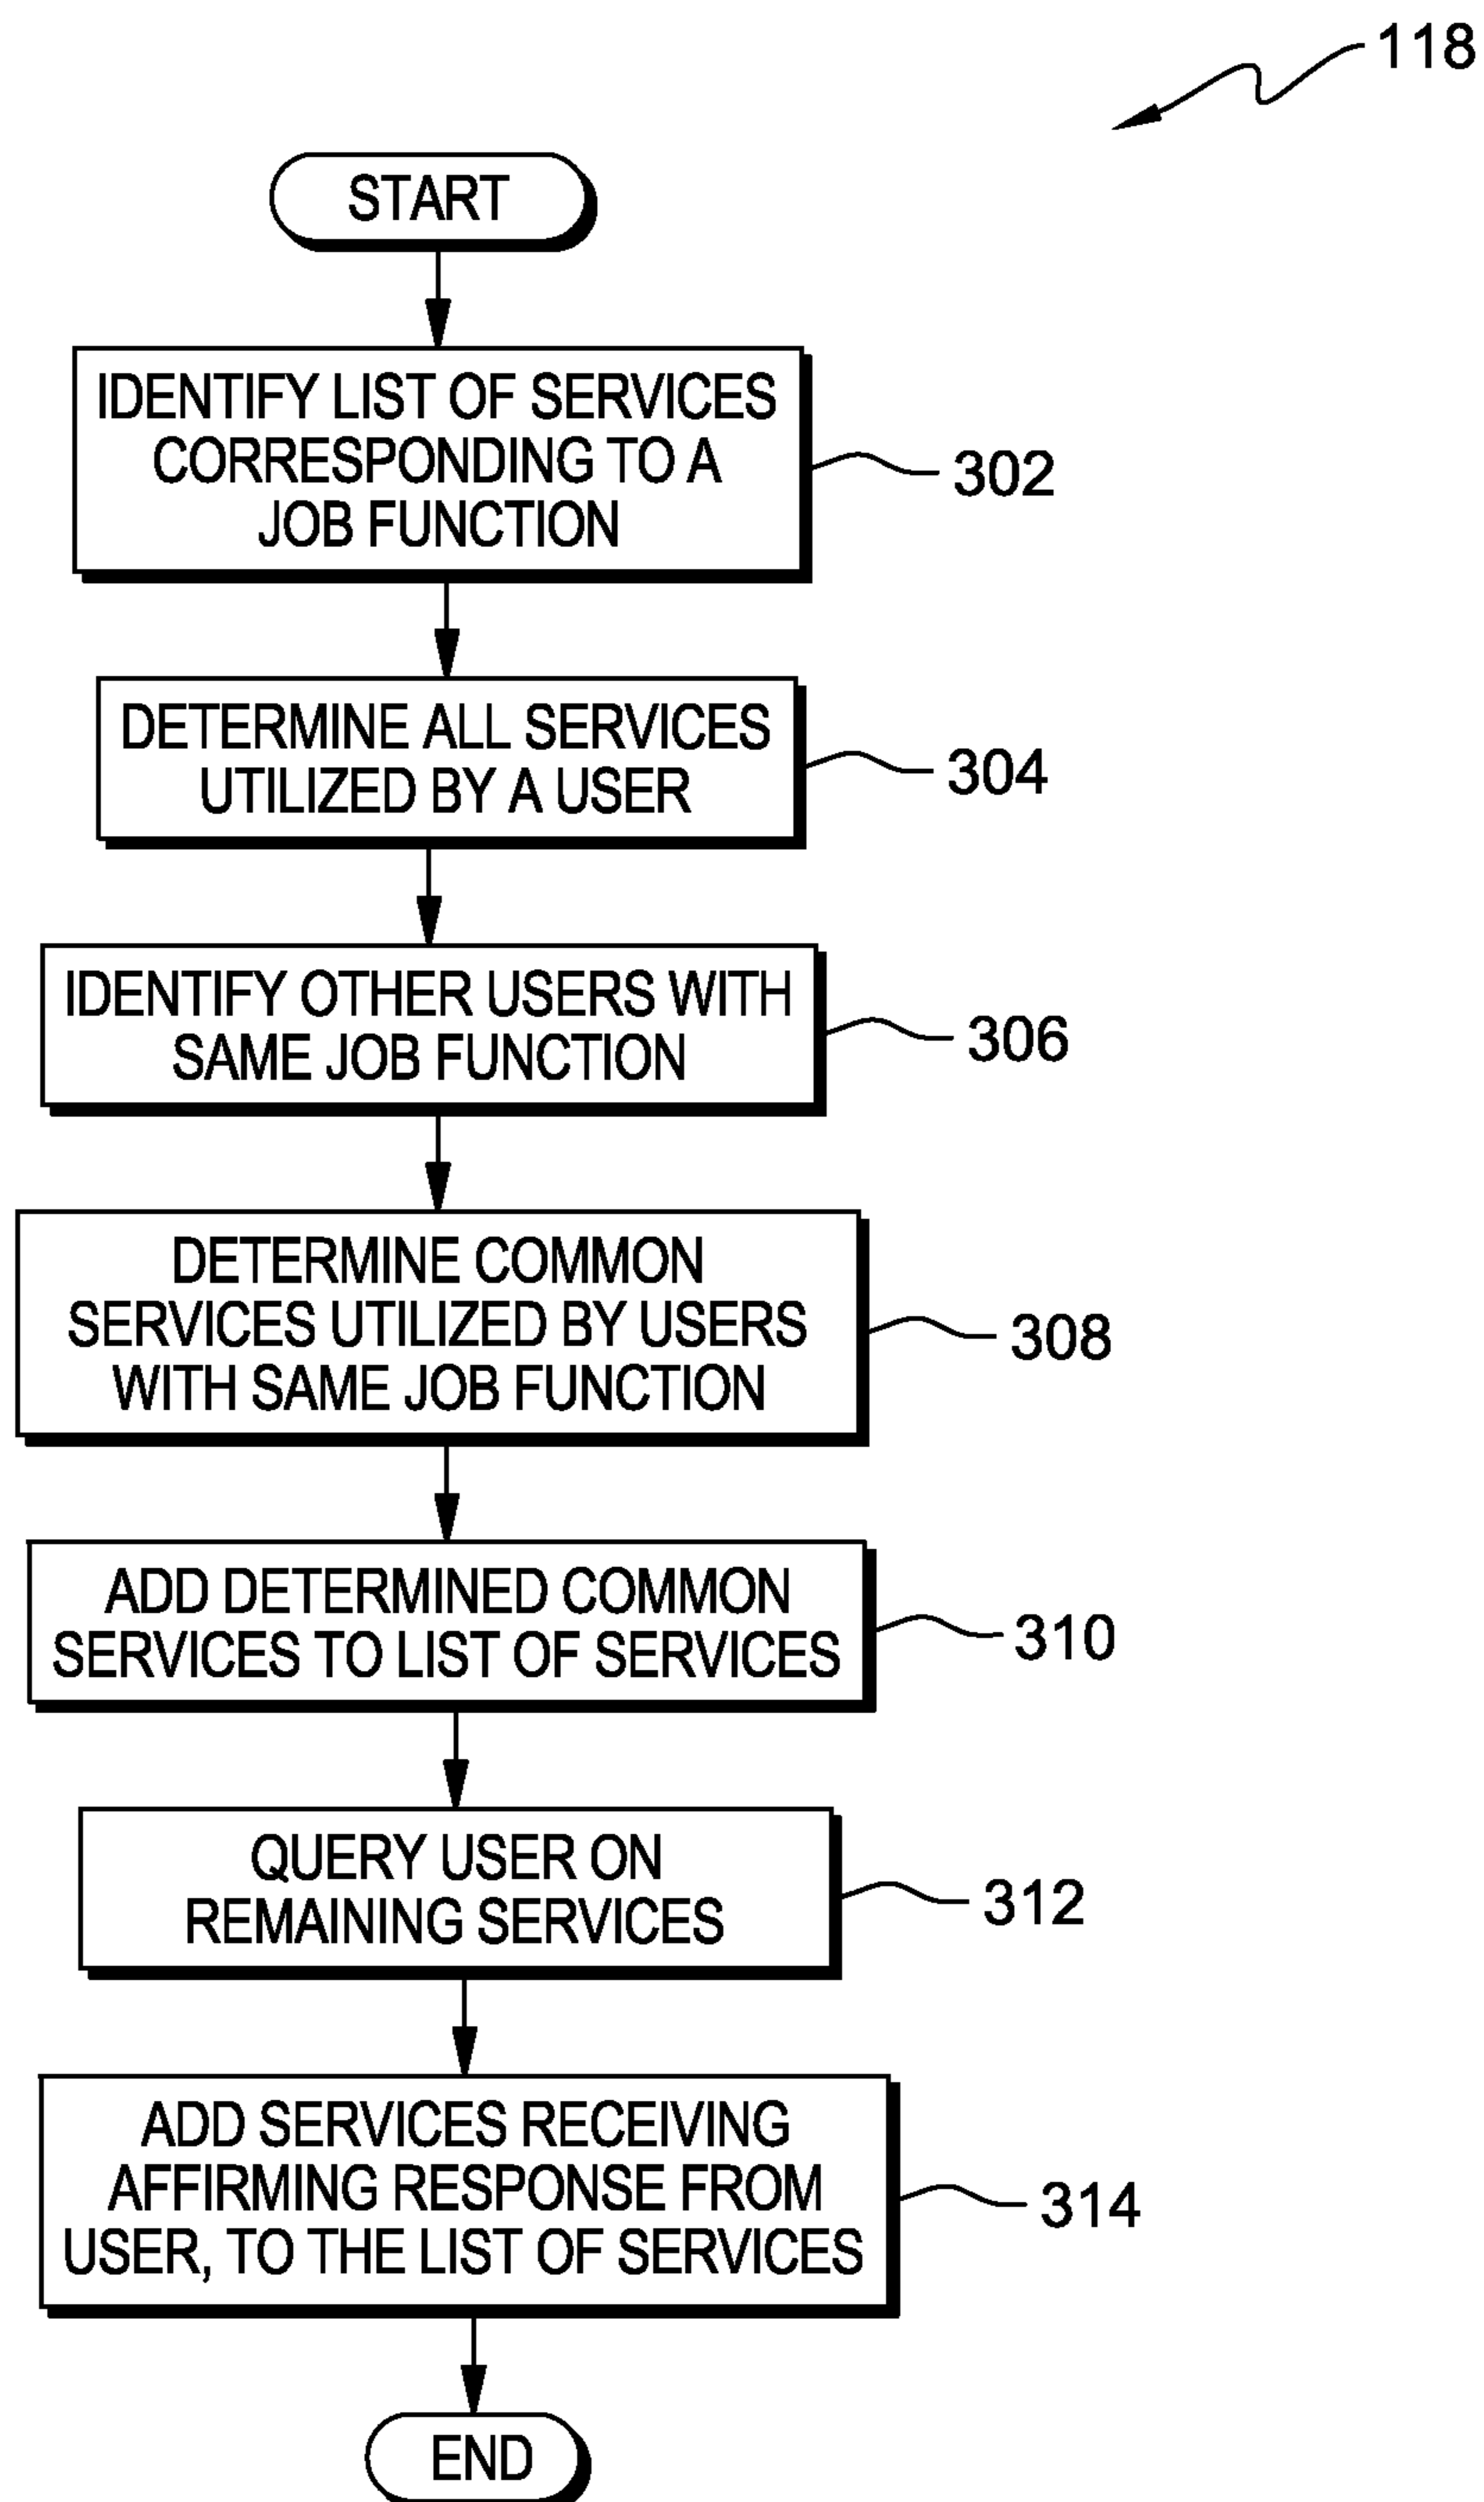 118
START
IDENTIFY LIST OF SERVICES
CORRESPONDING TO A
JOB FUNCTION
302
DETERMINE ALL SERVICES
UTILIZED BY A USER
304
IDENTIFY OTHER USERS WITH
SAME JOB FUNCTION
306
DETERMINE COMMON
SERVICES UTILIZED BY USERS
WITH SAME JOB FUNCTION
308
ADD DETERMINED COMMON
SERVICES TO LIST OF SERVICES
310
QUERY USER ON
REMAINING SERVICES
312
ADD SERVICES RECEIVING
AFFIRMING RESPONSE FROM
USER, TO THE LIST OF SERVICES
314
END